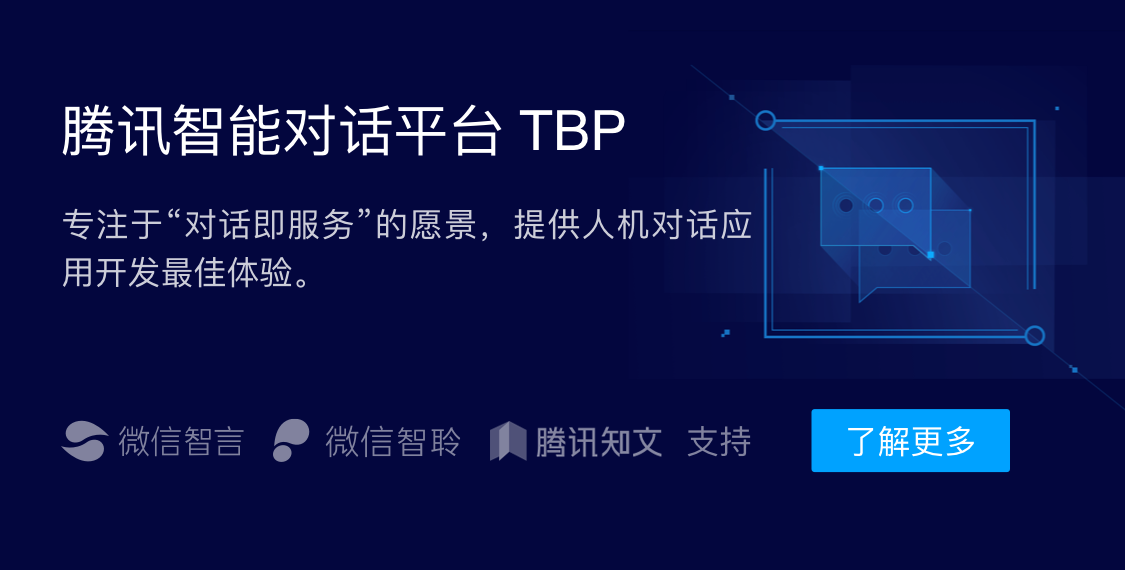 腾讯智能对话平台 TBP
专注于“对话即服务”的愿景，提供人机对话应
用开发最佳体验。
微信智言 微信智聆 腾讯知文 支持 了解更多